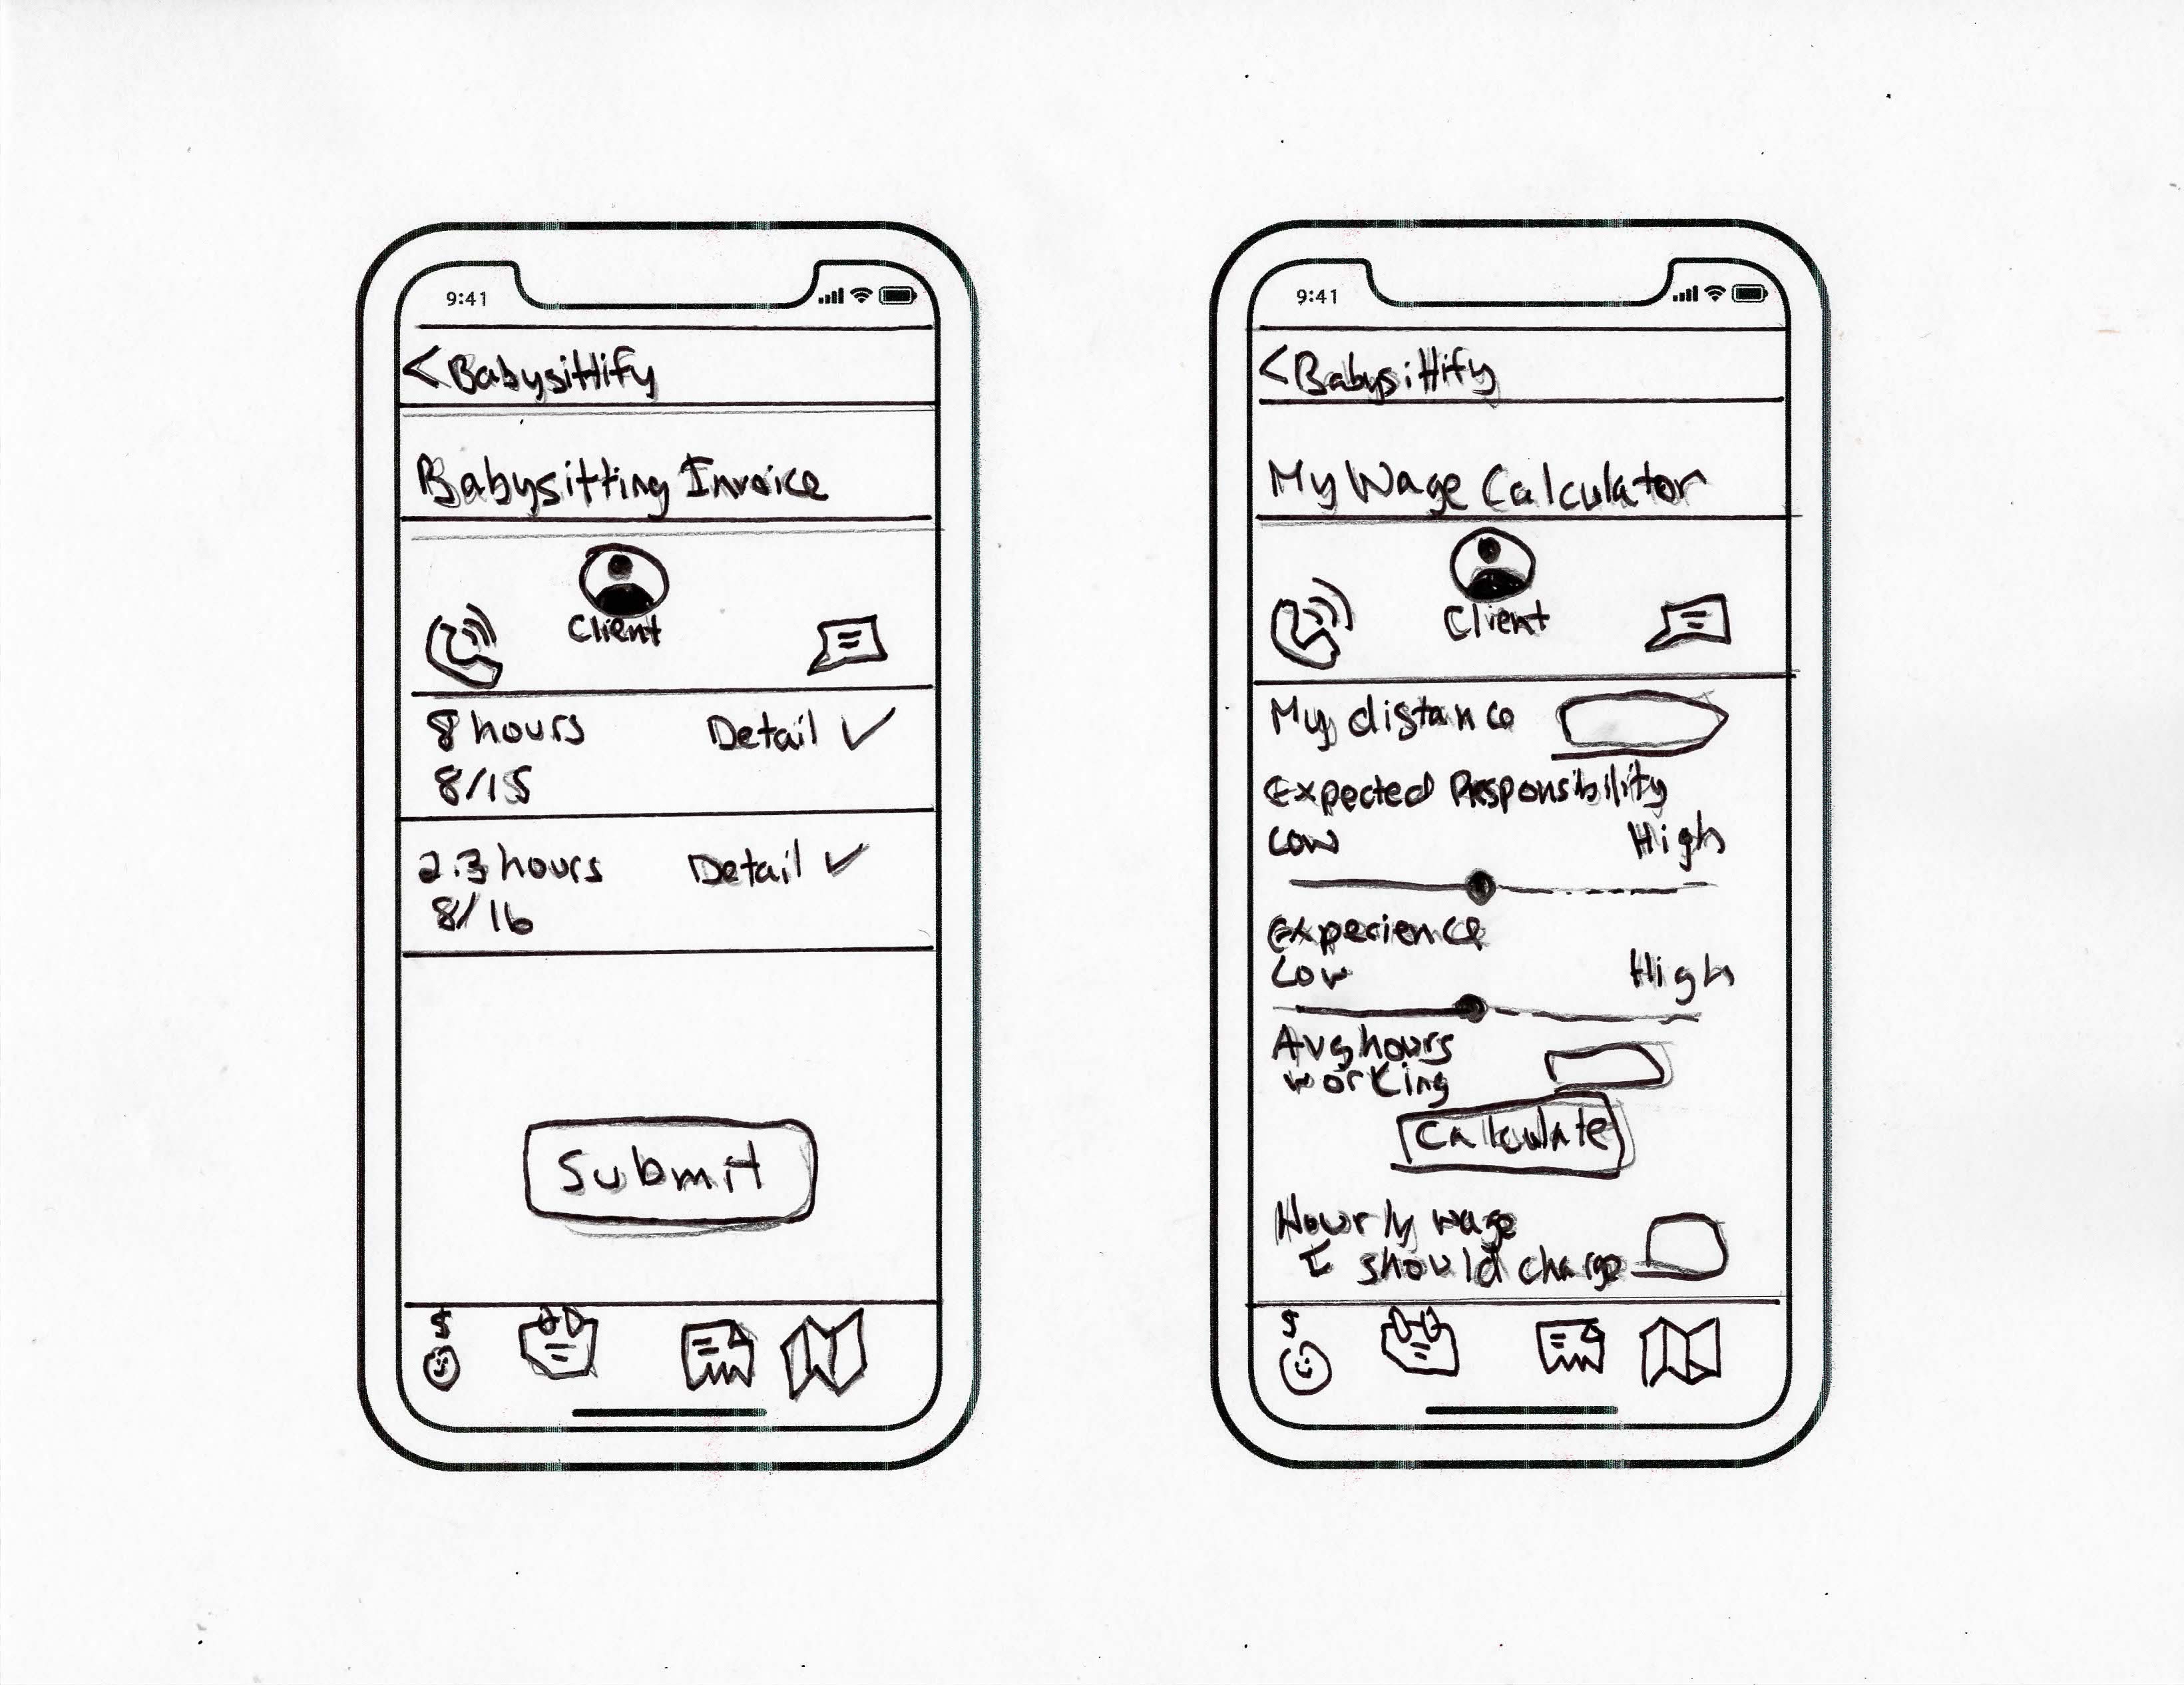 9:41
< Babysittify
Babysitting Invoice
Client
8 hours Detail ✓
8/15
2.3 hours Detail ✓
8/16
Submit
$
9:41
< Babysittify
My Wage Calculator
Client
My distance
Expected Responsibility
Low High
Experience
Low High
Avg hours
working
Calculate
Hourly wage
I should charge
$